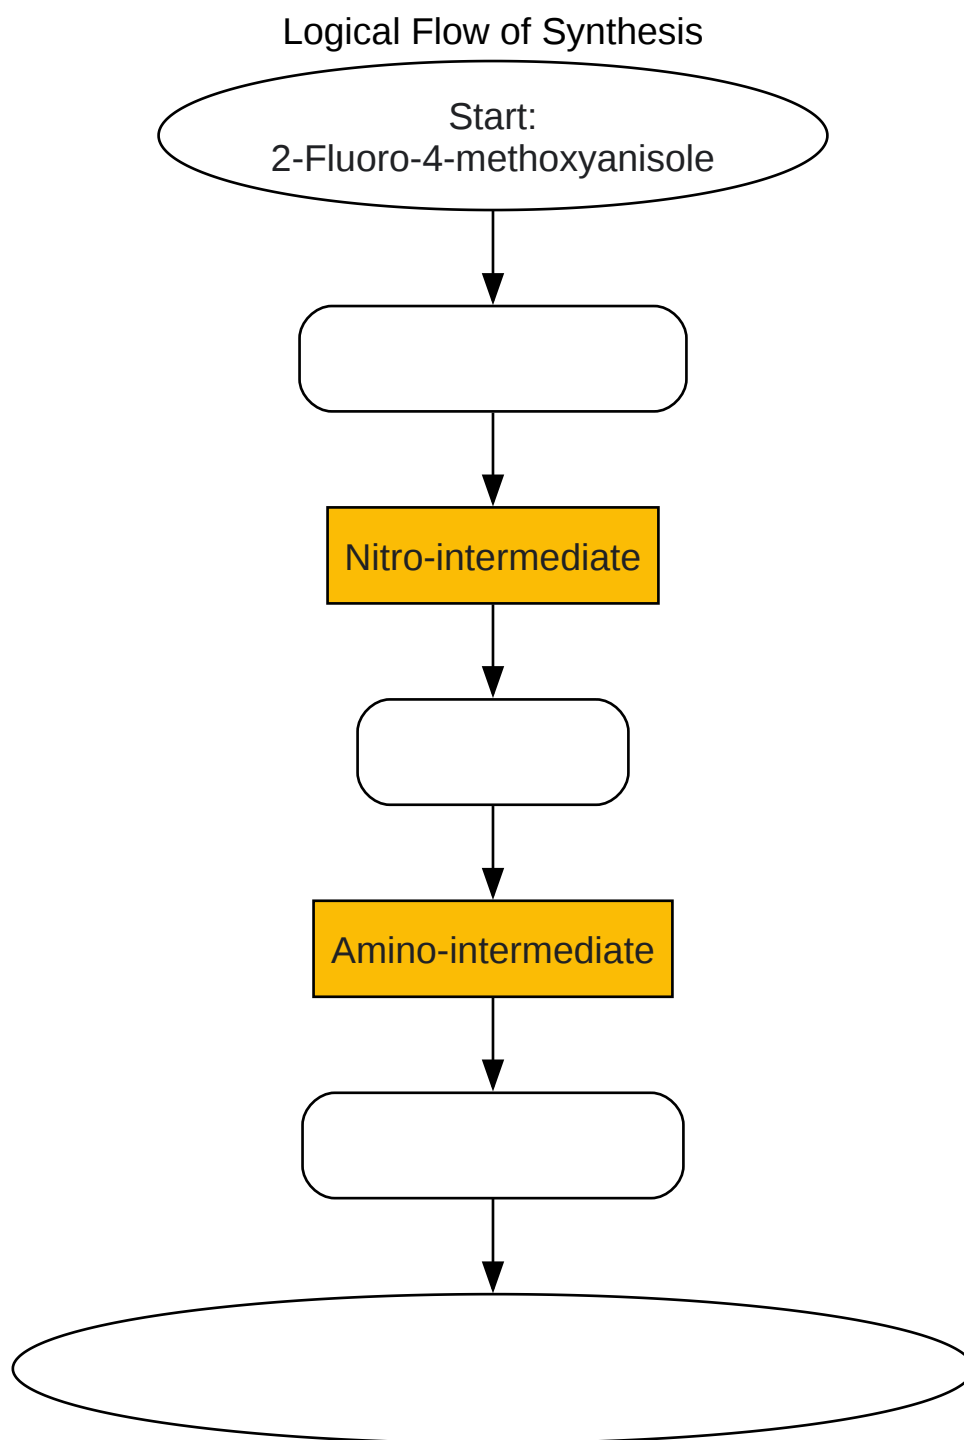 Logical Flow of Synthesis
Start:
2-Fluoro-4-methoxyanisole
Nitro-intermediate
Amino-intermediate